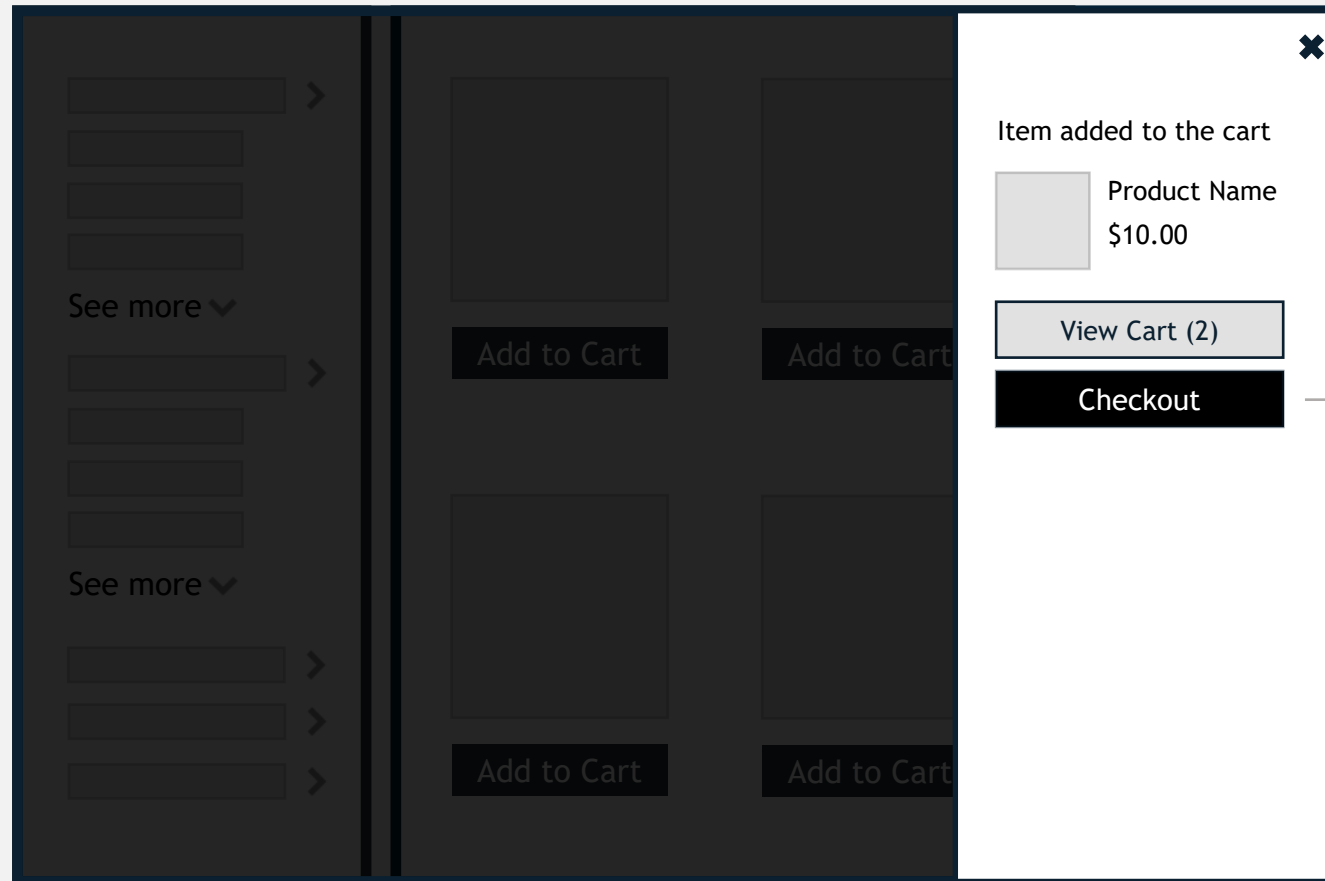 See more
Add to Cart
Add to Cart
See more
Add to Cart
Add to Cart
Item added to the cart
Product Name
$10.00
View Cart (2)
Checkout